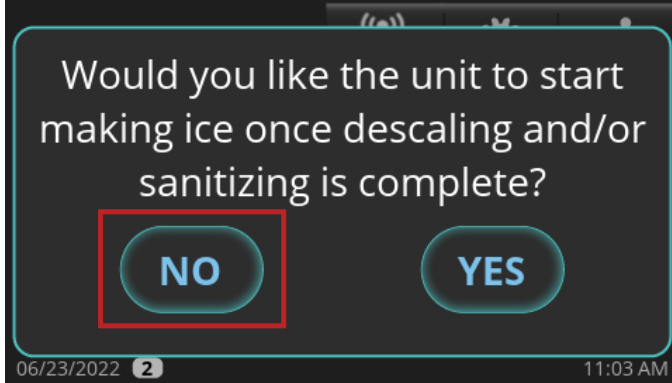 Would you like the unit to start
making ice once descaling and/or
sanitizing is complete?
NO YES
06/23/2022 2 11:03 AM